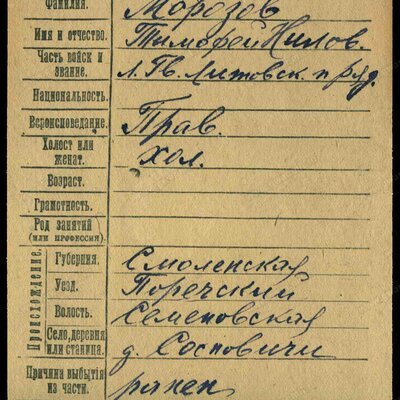 Фамилия. Морозов
Имя и отчество. Тимофей Нилов.
Часть войск и звание. Л. Гв. Литовск. п Ряд.
Национальность.
Вероисповедание. Прав.
Холост или женат. хол.
Возраст.
Грамотность.
Род занятий (или профессия).
Происхождение.
Губерния. Смоленская
Уезд. Поречский
Волость. Семеновская
Село, деревня или станица. д. Сосновичи
Причина выбытия из части. ранен